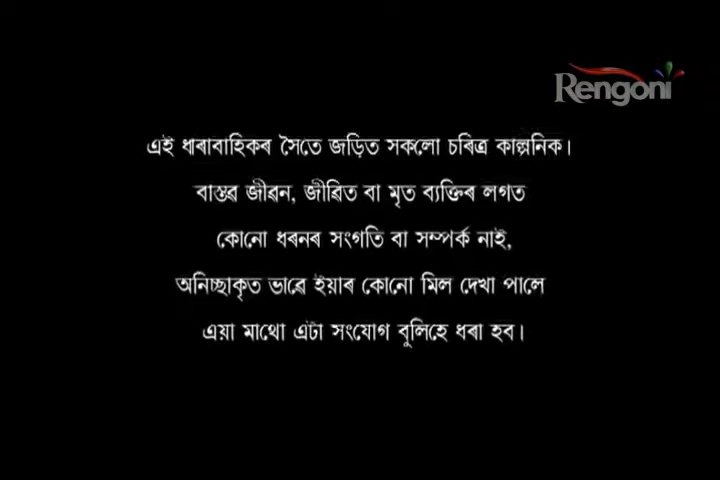 Rengoni
এই ধাৰাবাহিকৰ সৈতে জড়িত সকলো চৰিত্ৰ কাল্পনিক।
বাস্তৱ জীৱন, জীৱিত বা মৃত ব্যক্তিৰ লগত
কোনো ধৰনৰ সংগতি বা সম্পৰ্ক নাই,
অনিচ্ছাকৃত ভাৱে ইয়াৰ কোনো মিল দেখা পালে
এয়া মাথো এটা সংযোগ বুলিহে ধৰা হব।